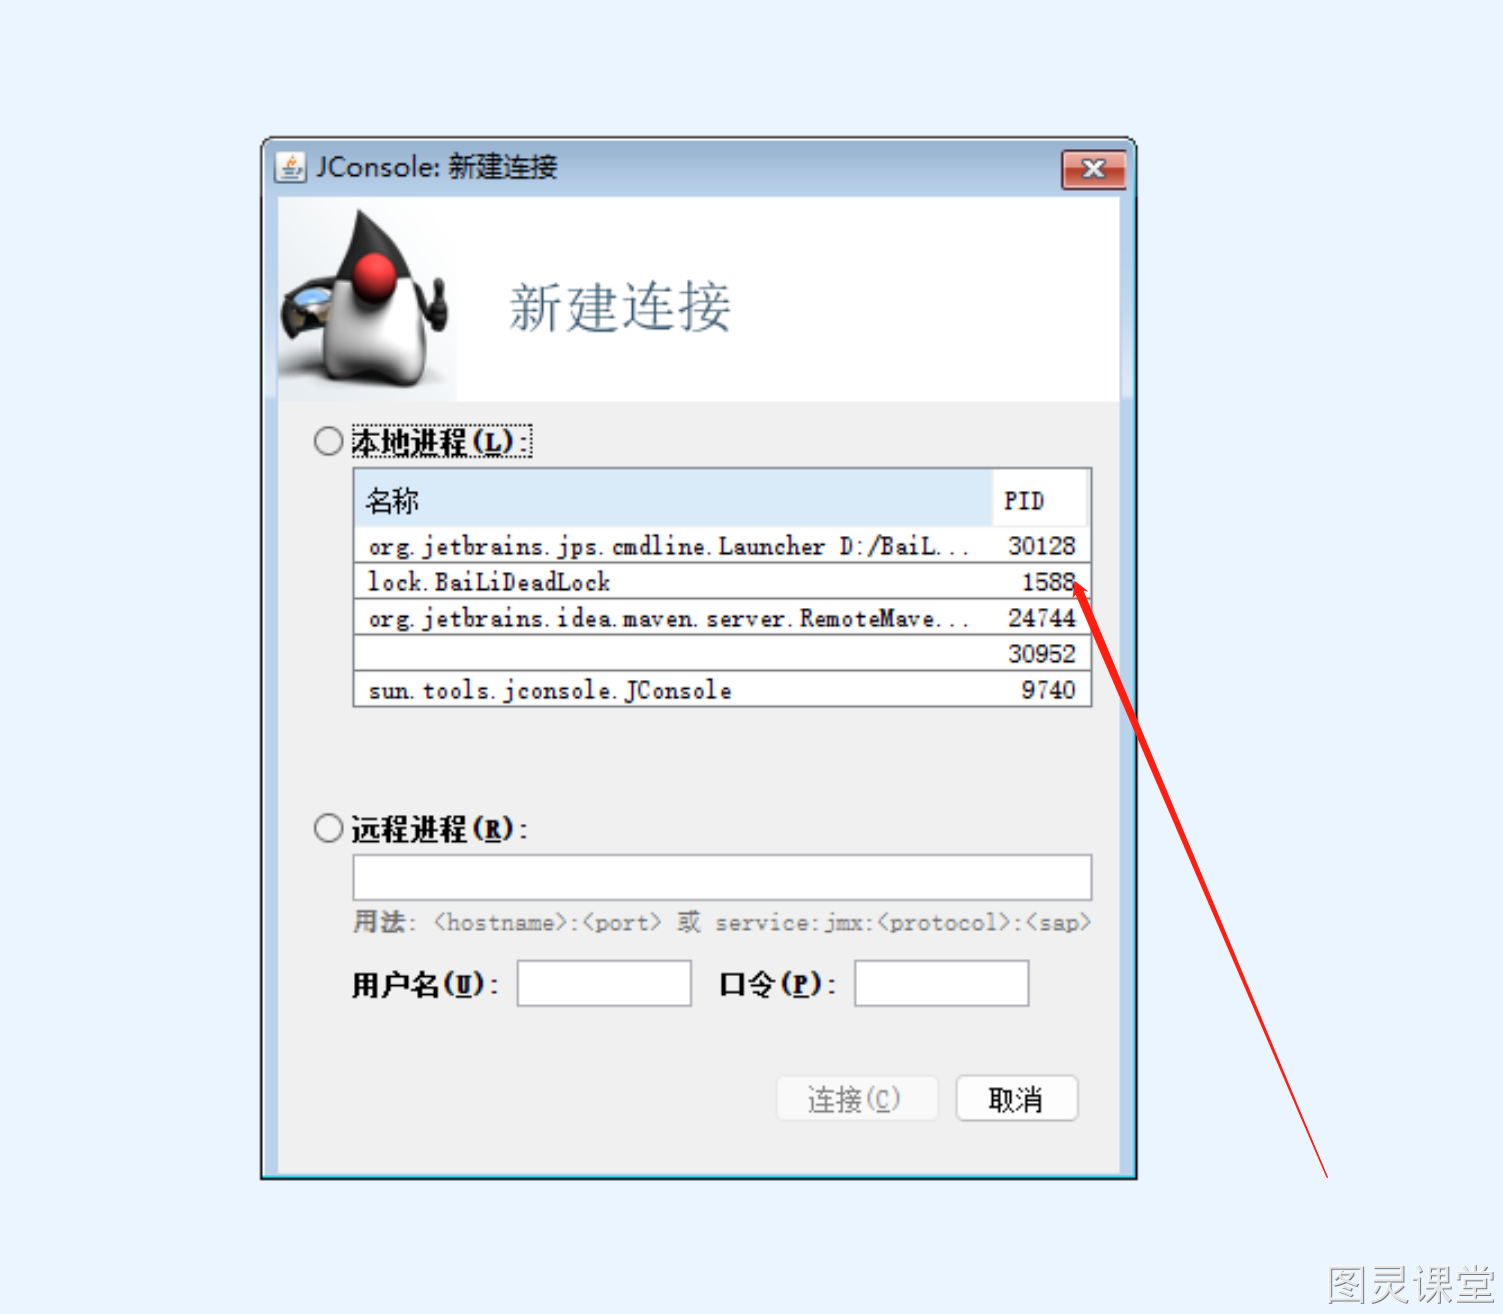 JConsole: 新建连接
新建连接
本地进程(L):
名称 PID
org.jetbrains.jps.cmdline.Launcher D:/BaiL... 30128
lock.BaiLiDeadLock 1588
org.jetbrains.idea.maven.server.RemoteMave... 24744
30952
sun.tools.jconsole.JConsole 9740
远程进程(R):
用法: <hostname>:<port> 或 service:jmx:<protocol>:<sap>
用户名(U): 口令(P):
连接(C) 取消
图灵课堂